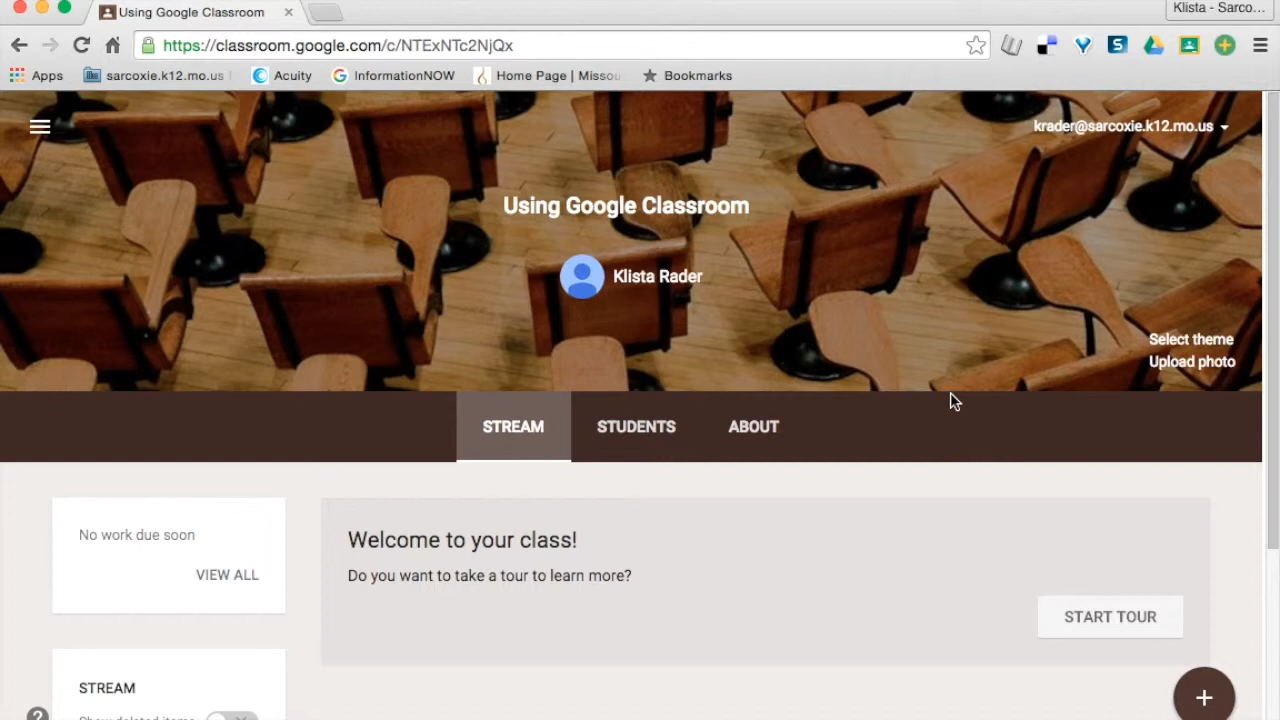 Using Google Classroom
Klista - Sarco...
https://classroom.google.com/c/NTExNTc2NjQx
Apps
sarcoxie.k12.mo.us
Acuity
InformationNOW
Home Page | Missou
Bookmarks
krader@sarcoxie.k12.mo.us
Using Google Classroom
Klista Rader
Select theme
Upload photo
STREAM
STUDENTS
ABOUT
No work due soon
VIEW ALL
Welcome to your class!
Do you want to take a tour to learn more?
START TOUR
STREAM
Show deleted items